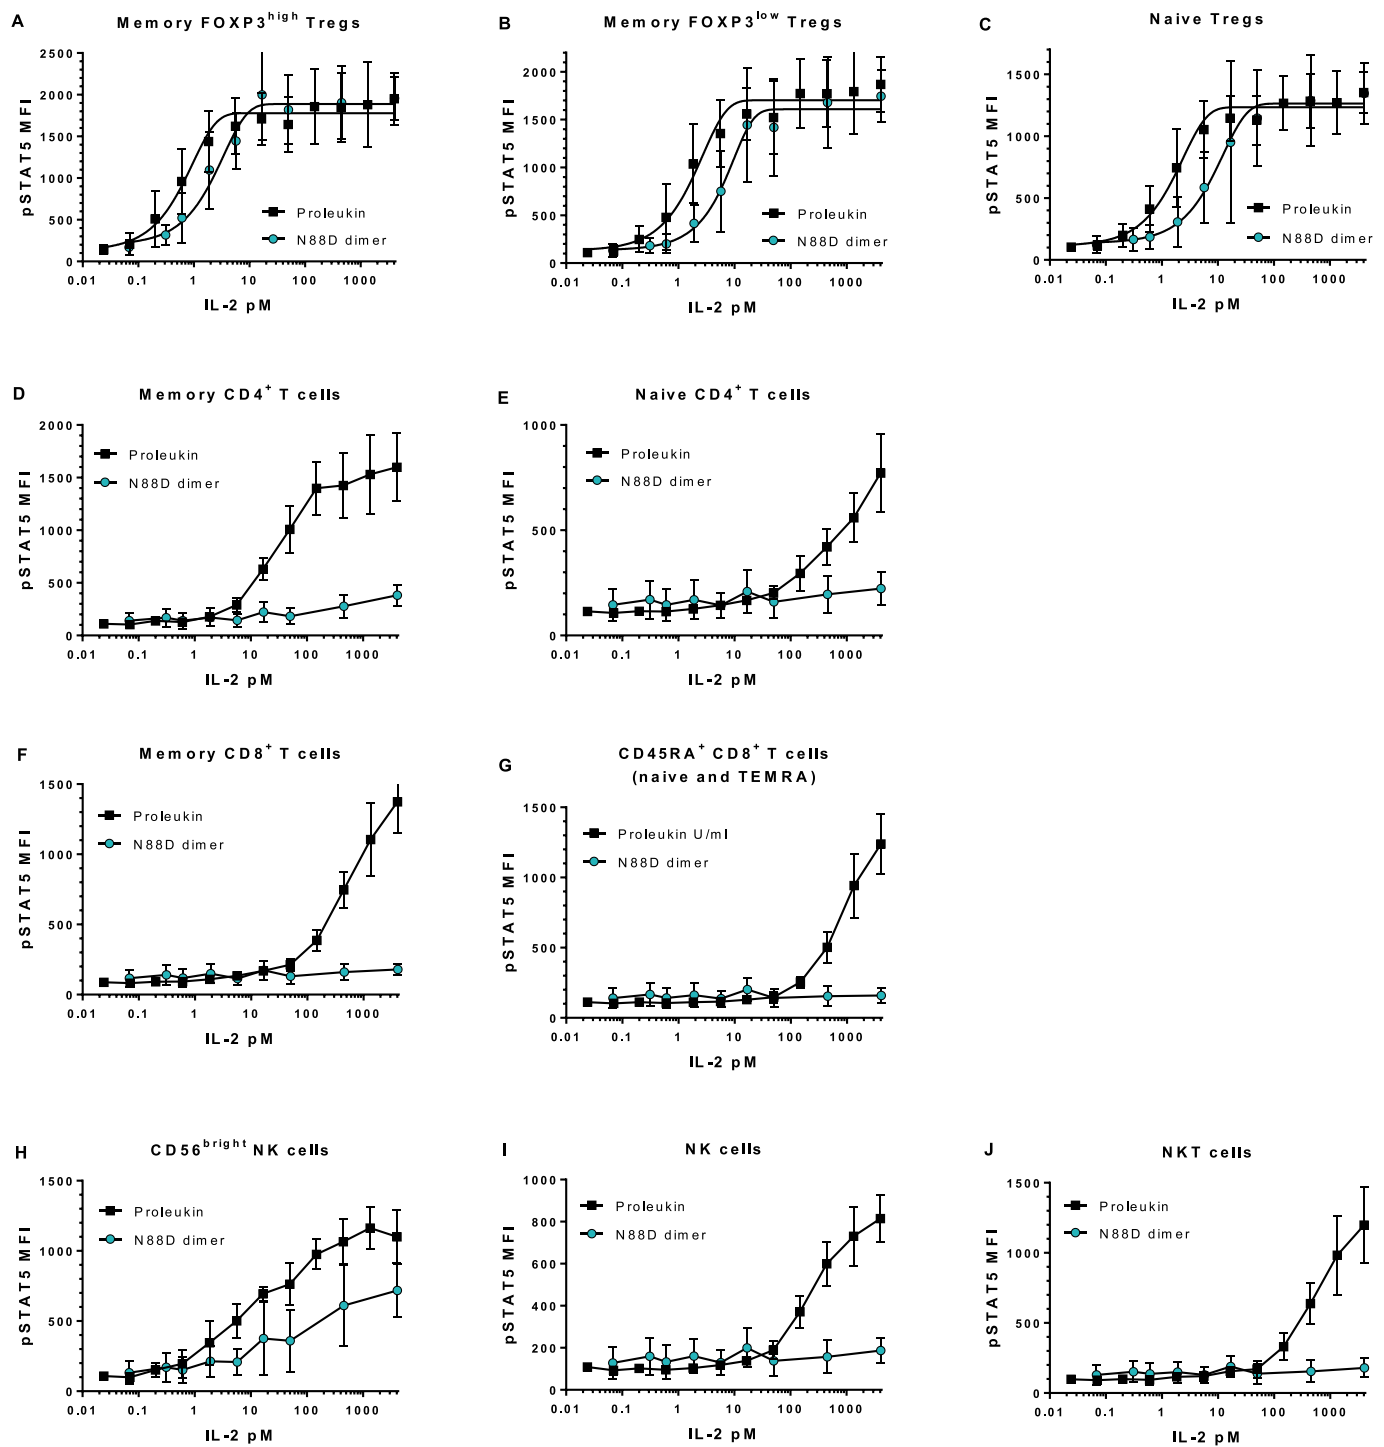 A Memory FOXP3high Tregs
2500
2000
1500
1000
500
0
pSTAT5 MFI
Proleukin
N88D dimer
0.01 0.1 1 10 100 1000
IL-2 pM
B Memory FOXP3low Tregs
2000
1500
1000
500
0
pSTAT5 MFI
Proleukin
N88D dimer
0.01 0.1 1 10 100 1000
IL-2 pM
C Naive Tregs
1500
1000
500
0
pSTAT5 MFI
Proleukin
N88D dimer
0.01 0.1 1 10 100 1000
IL-2 pM
D Memory CD4+ T cells
2000
1500
1000
500
0
pSTAT5 MFI
Proleukin
N88D dimer
0.01 0.1 1 10 100 1000
IL-2 pM
E Naive CD4+ T cells
1000
500
0
pSTAT5 MFI
Proleukin
N88D dimer
0.01 0.1 1 10 100 1000
IL-2 pM
F Memory CD8+ T cells
1500
1000
500
0
pSTAT5 MFI
Proleukin
N88D dimer
0.01 0.1 1 10 100 1000
IL-2 pM
G CD45RA+ CD8+ T cells
(naive and TEMRA)
1500
1000
500
0
pSTAT5 MFI
Proleukin U/ml
N88D dimer
0.01 0.1 1 10 100 1000
IL-2 pM
H CD56bright NK cells
1500
1000
500
0
pSTAT5 MFI
Proleukin
N88D dimer
0.01 0.1 1 10 100 1000
IL-2 pM
I NK cells
1000
800
600
400
200
0
pSTAT5 MFI
Proleukin
N88D dimer
0.01 0.1 1 10 100 1000
IL-2 pM
J NKT cells
1500
1000
500
0
pSTAT5 MFI
Proleukin
N88D dimer
0.01 0.1 1 10 100 1000
IL-2 pM